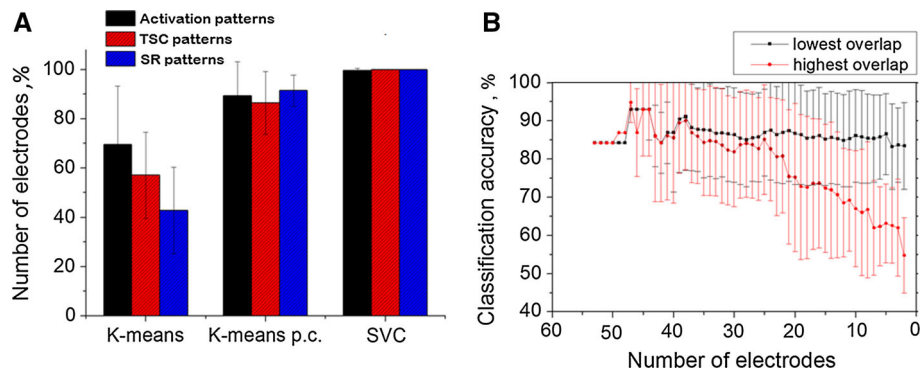 A
Activation patterns
TSC patterns
SR patterns
Number of electrodes,%
100
80
60
40
20
0
K-means
K-means p.c.
SVC
B
lowest overlap
highest overlap
Classification accuracy, %
100
90
80
70
60
50
40
60
50
40
30
20
10
0
Number of electrodes